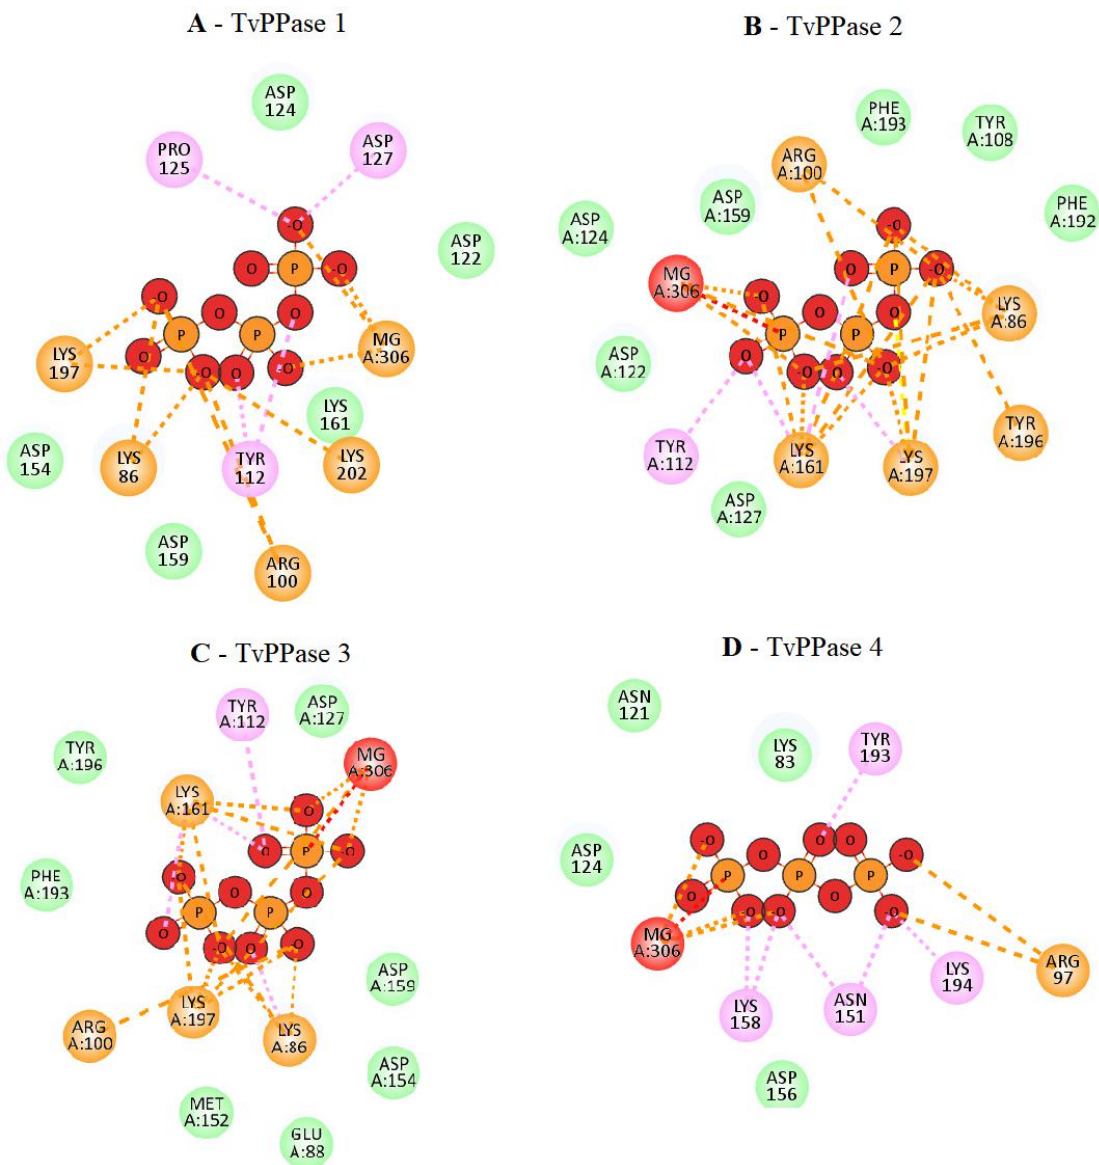 A - TvPPase 1
ASP
124
PRO
125
ASP
127
-O
ASP
122
O
P
-O
-O
O
O
P
P
LYS
197
O
-O
O
-O
MG
A:306
LYS
161
ASP
154
LYS
86
TYR
112
LYS
202
ASP
159
ARG
100
B - TvPPase 2
PHE
A:193
TYR
A:108
ARG
A:100
ASP
A:159
PHE
A:192
ASP
A:124
-O
MG
A:306
O
P
-O
-O
O
O
LYS
A:86
P
P
ASP
A:122
O
-O
O
-O
TYR
A:112
LYS
A:161
LYS
A:197
TYR
A:196
ASP
A:127
C - TvPPase 3
TYR
A:112
ASP
A:127
TYR
A:196
MG
A:306
LYS
A:161
-O
O
P
-O
PHE
A:193
-O
O
O
P
P
O
-O
O
-O
ASP
A:159
ARG
A:100
LYS
A:197
LYS
A:86
ASP
A:154
MET
A:152
GLU
A:88
D - TvPPase 4
ASN
121
LYS
83
TYR
193
ASP
124
-O
O
O
O
-O
P
P
P
O
-O
-O
O
-O
MG
A:306
LYS
158
ASN
151
LYS
194
ARG
97
ASP
156